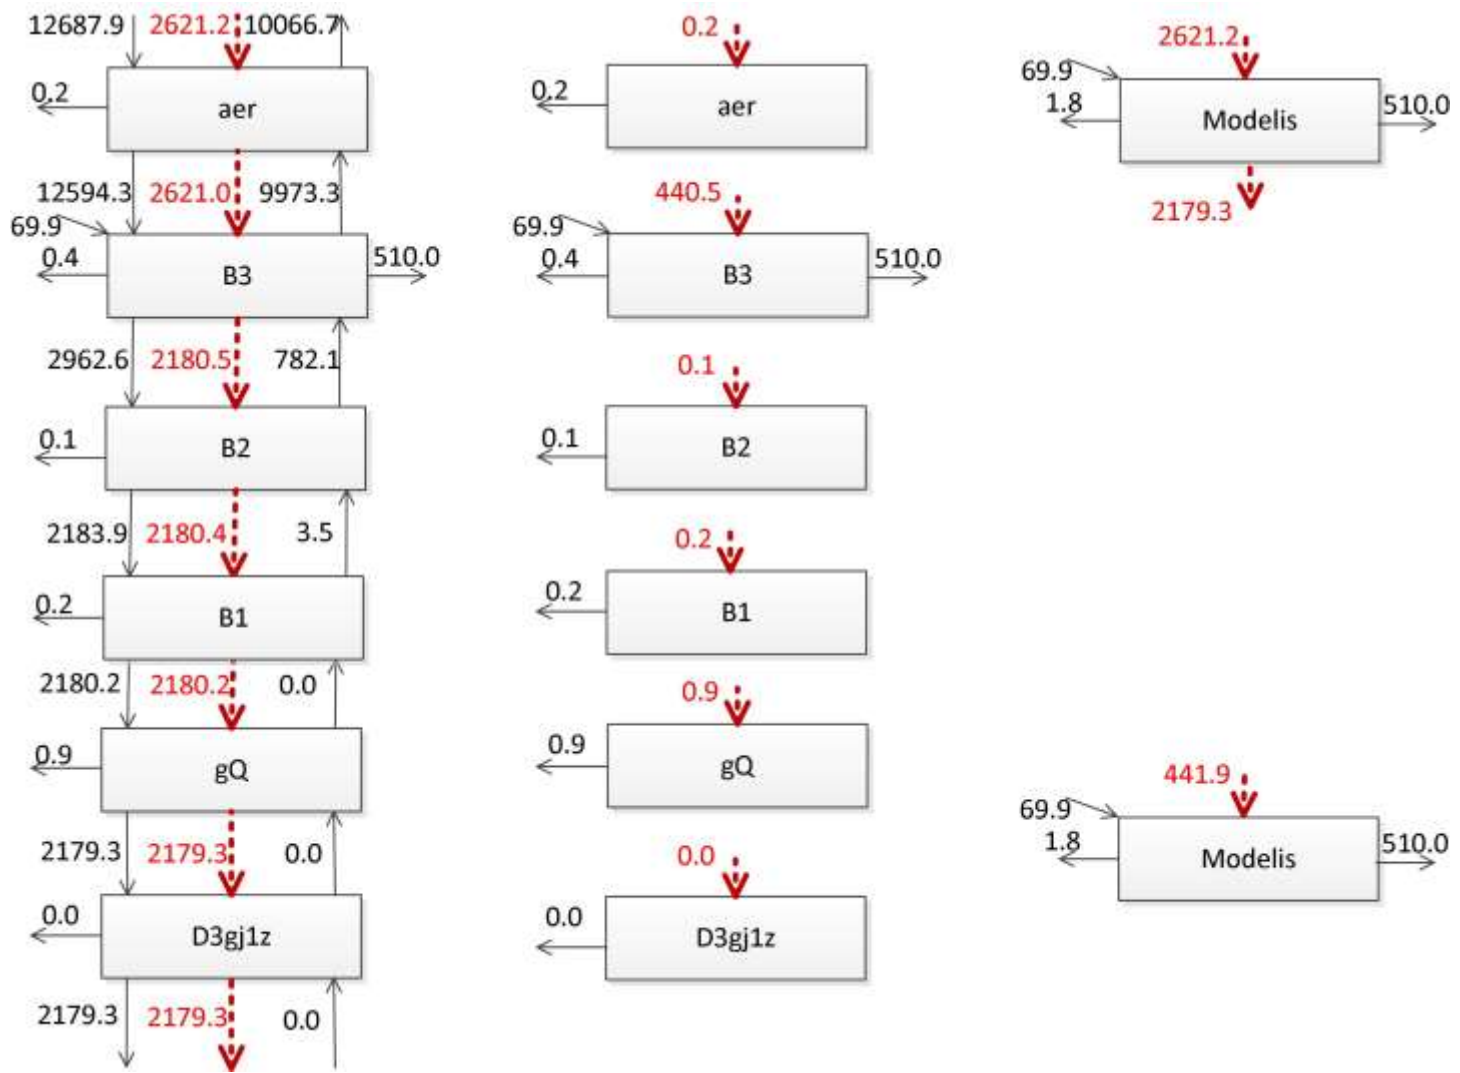 12687.9 2621.2 10066.7
0.2
aer
12594.3 2621.0 9973.3
69.9
0.4
B3
510.0
2962.6 2180.5 782.1
0.1
B2
2183.9 2180.4 3.5
0.2
B1
2180.2 2180.2 0.0
0.9
gQ
2179.3 2179.3 0.0
0.0
D3gj1z
2179.3 2179.3 0.0
0.2
0.2
aer
440.5
69.9
0.4
B3
510.0
0.1
0.1
B2
0.2
0.2
B1
0.9
0.9
gQ
0.0
0.0
D3gj1z
2621.2
69.9
1.8
Modelis
510.0
2179.3
441.9
69.9
1.8
Modelis
510.0